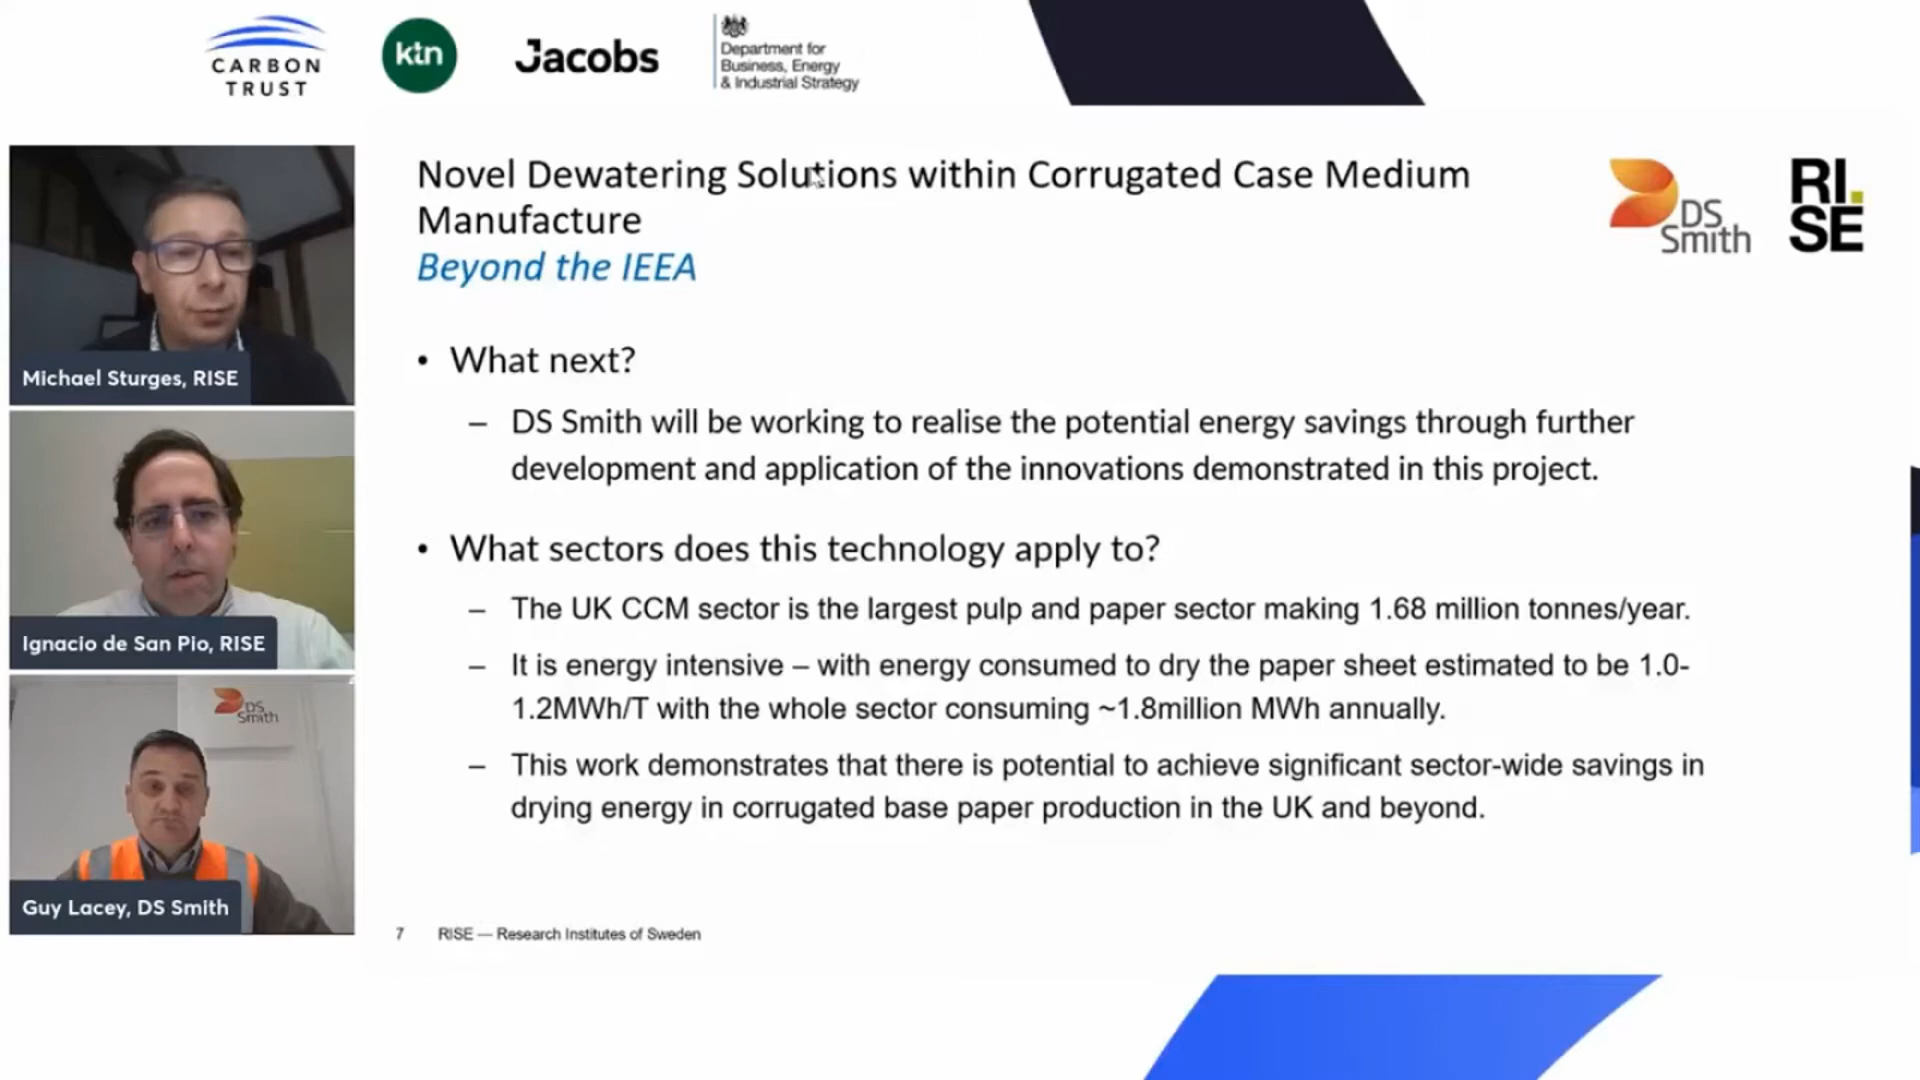 CARBON
TRUST
ktn
Jacobs
Department for
Business, Energy
& Industrial Strategy
Novel Dewatering Solutions within Corrugated Case Medium
Manufacture
Beyond the IEEA
DS
Smith
RI.
SE
• What next?
– DS Smith will be working to realise the potential energy savings through further
development and application of the innovations demonstrated in this project.
• What sectors does this technology apply to?
– The UK CCM sector is the largest pulp and paper sector making 1.68 million tonnes/year.
– It is energy intensive – with energy consumed to dry the paper sheet estimated to be 1.0-
1.2MWh/T with the whole sector consuming ~1.8million MWh annually.
– This work demonstrates that there is potential to achieve significant sector-wide savings in
drying energy in corrugated base paper production in the UK and beyond.
7 RISE — Research Institutes of Sweden
Michael Sturges, RISE
Ignacio de San Pio, RISE
DS
Smith
Guy Lacey, DS Smith